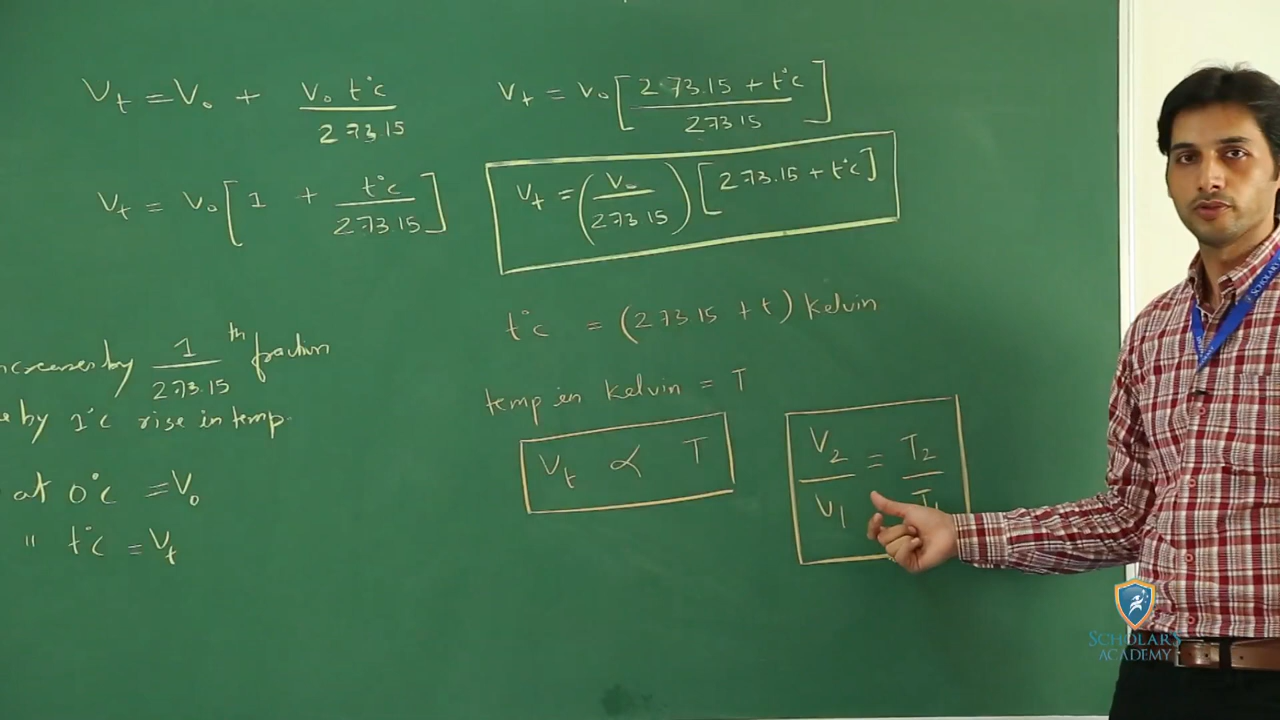 Vt = V₀ + V₀ t°c / 273.15
Vt = V₀ [ 1 + t°c / 273.15 ]
increases by 1/273.15 th fraction
by 1°c rise in temp.
at 0°c = V₀
" t°c = Vt
Vt = V₀ [ 273.15 + t°c / 273.15 ]
Vt = ( V₀ / 273.15 ) [ 273.15 + t°c ]
t°c = (273.15 + t) kelvin
temp in kelvin = T
Vt ∝ T
V₂ / V₁ = T₂ / T₁
SCHOLAR'S
ACADEMY